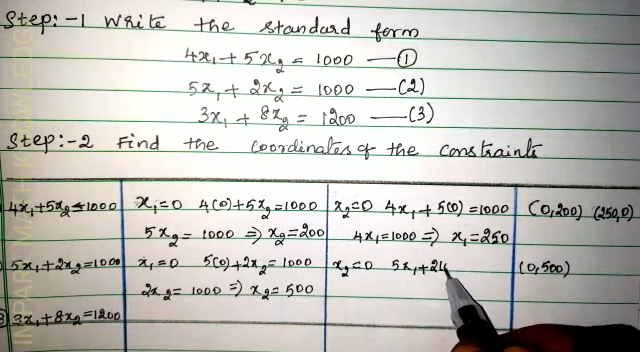 Step:-1 Write the standard form
4x₁+5x₂ = 1000 —①
5x₁+2x₂ = 1000 —(2)
3x₁+8x₂ = 1200 —(3)
Step:-2 Find the coordinates of the constraints
4x₁+5x₂≤1000 x₁=0 4(0)+5x₂=1000 x₂=0 4x₁+5(0)=1000 (0,200) (250,0)
5x₂= 1000 ⇒ x₂=200 4x₁=1000 ⇒ x₁=250
5x₁+2x₂=1000 x₁=0 5(0)+2x₂=1000 x₂=0 5x₁+2( (0,500)
2x₂= 1000 ⇒ x₂= 500
3x₁+8x₂=1200